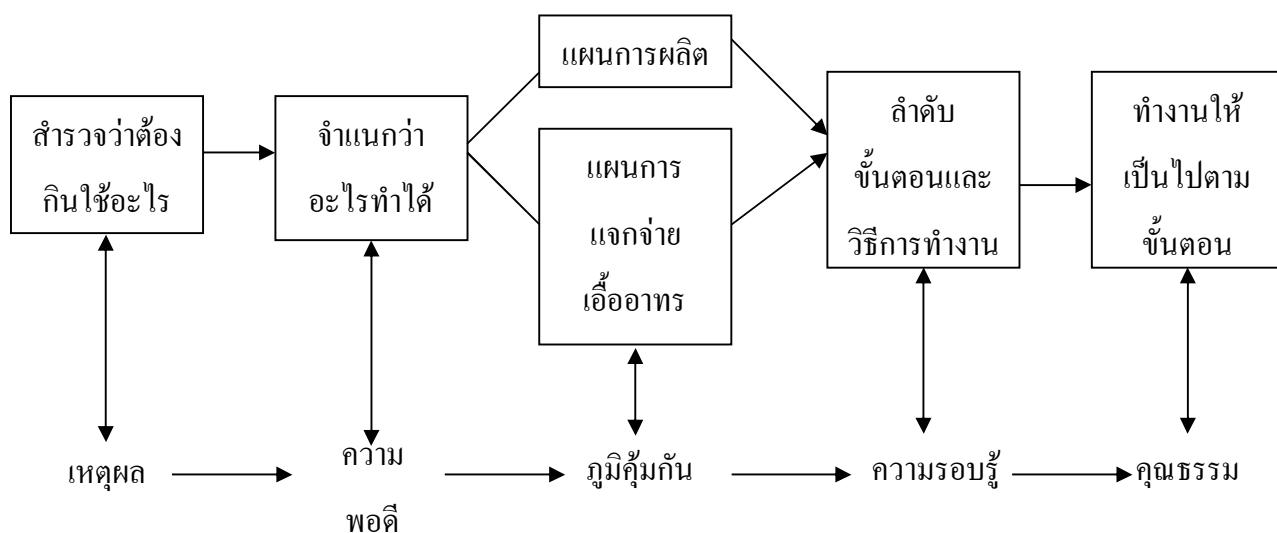 สำรวจว่าต้อง
กินใช้อะไร
จำแนกว่า
อะไรทำได้
แผนการผลิต
แผนการ
แจกจ่าย
เอื้ออาทร
ลำดับ
ขั้นตอนและ
วิธีการทำงาน
ทำงานให้
เป็นไปตาม
ขั้นตอน
เหตุผล
ความ
พอดี
ภูมิคุ้มกัน
ความรอบรู้
คุณธรรม